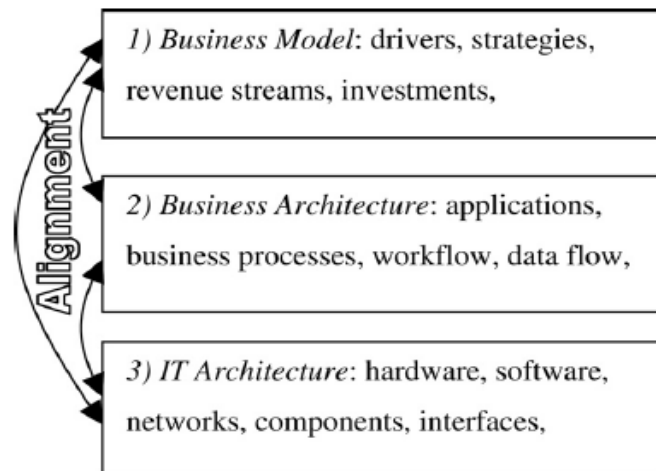 Alignment
1) Business Model: drivers, strategies,
revenue streams, investments,
2) Business Architecture: applications,
business processes, workflow, data flow,
3) IT Architecture: hardware, software,
networks, components, interfaces,